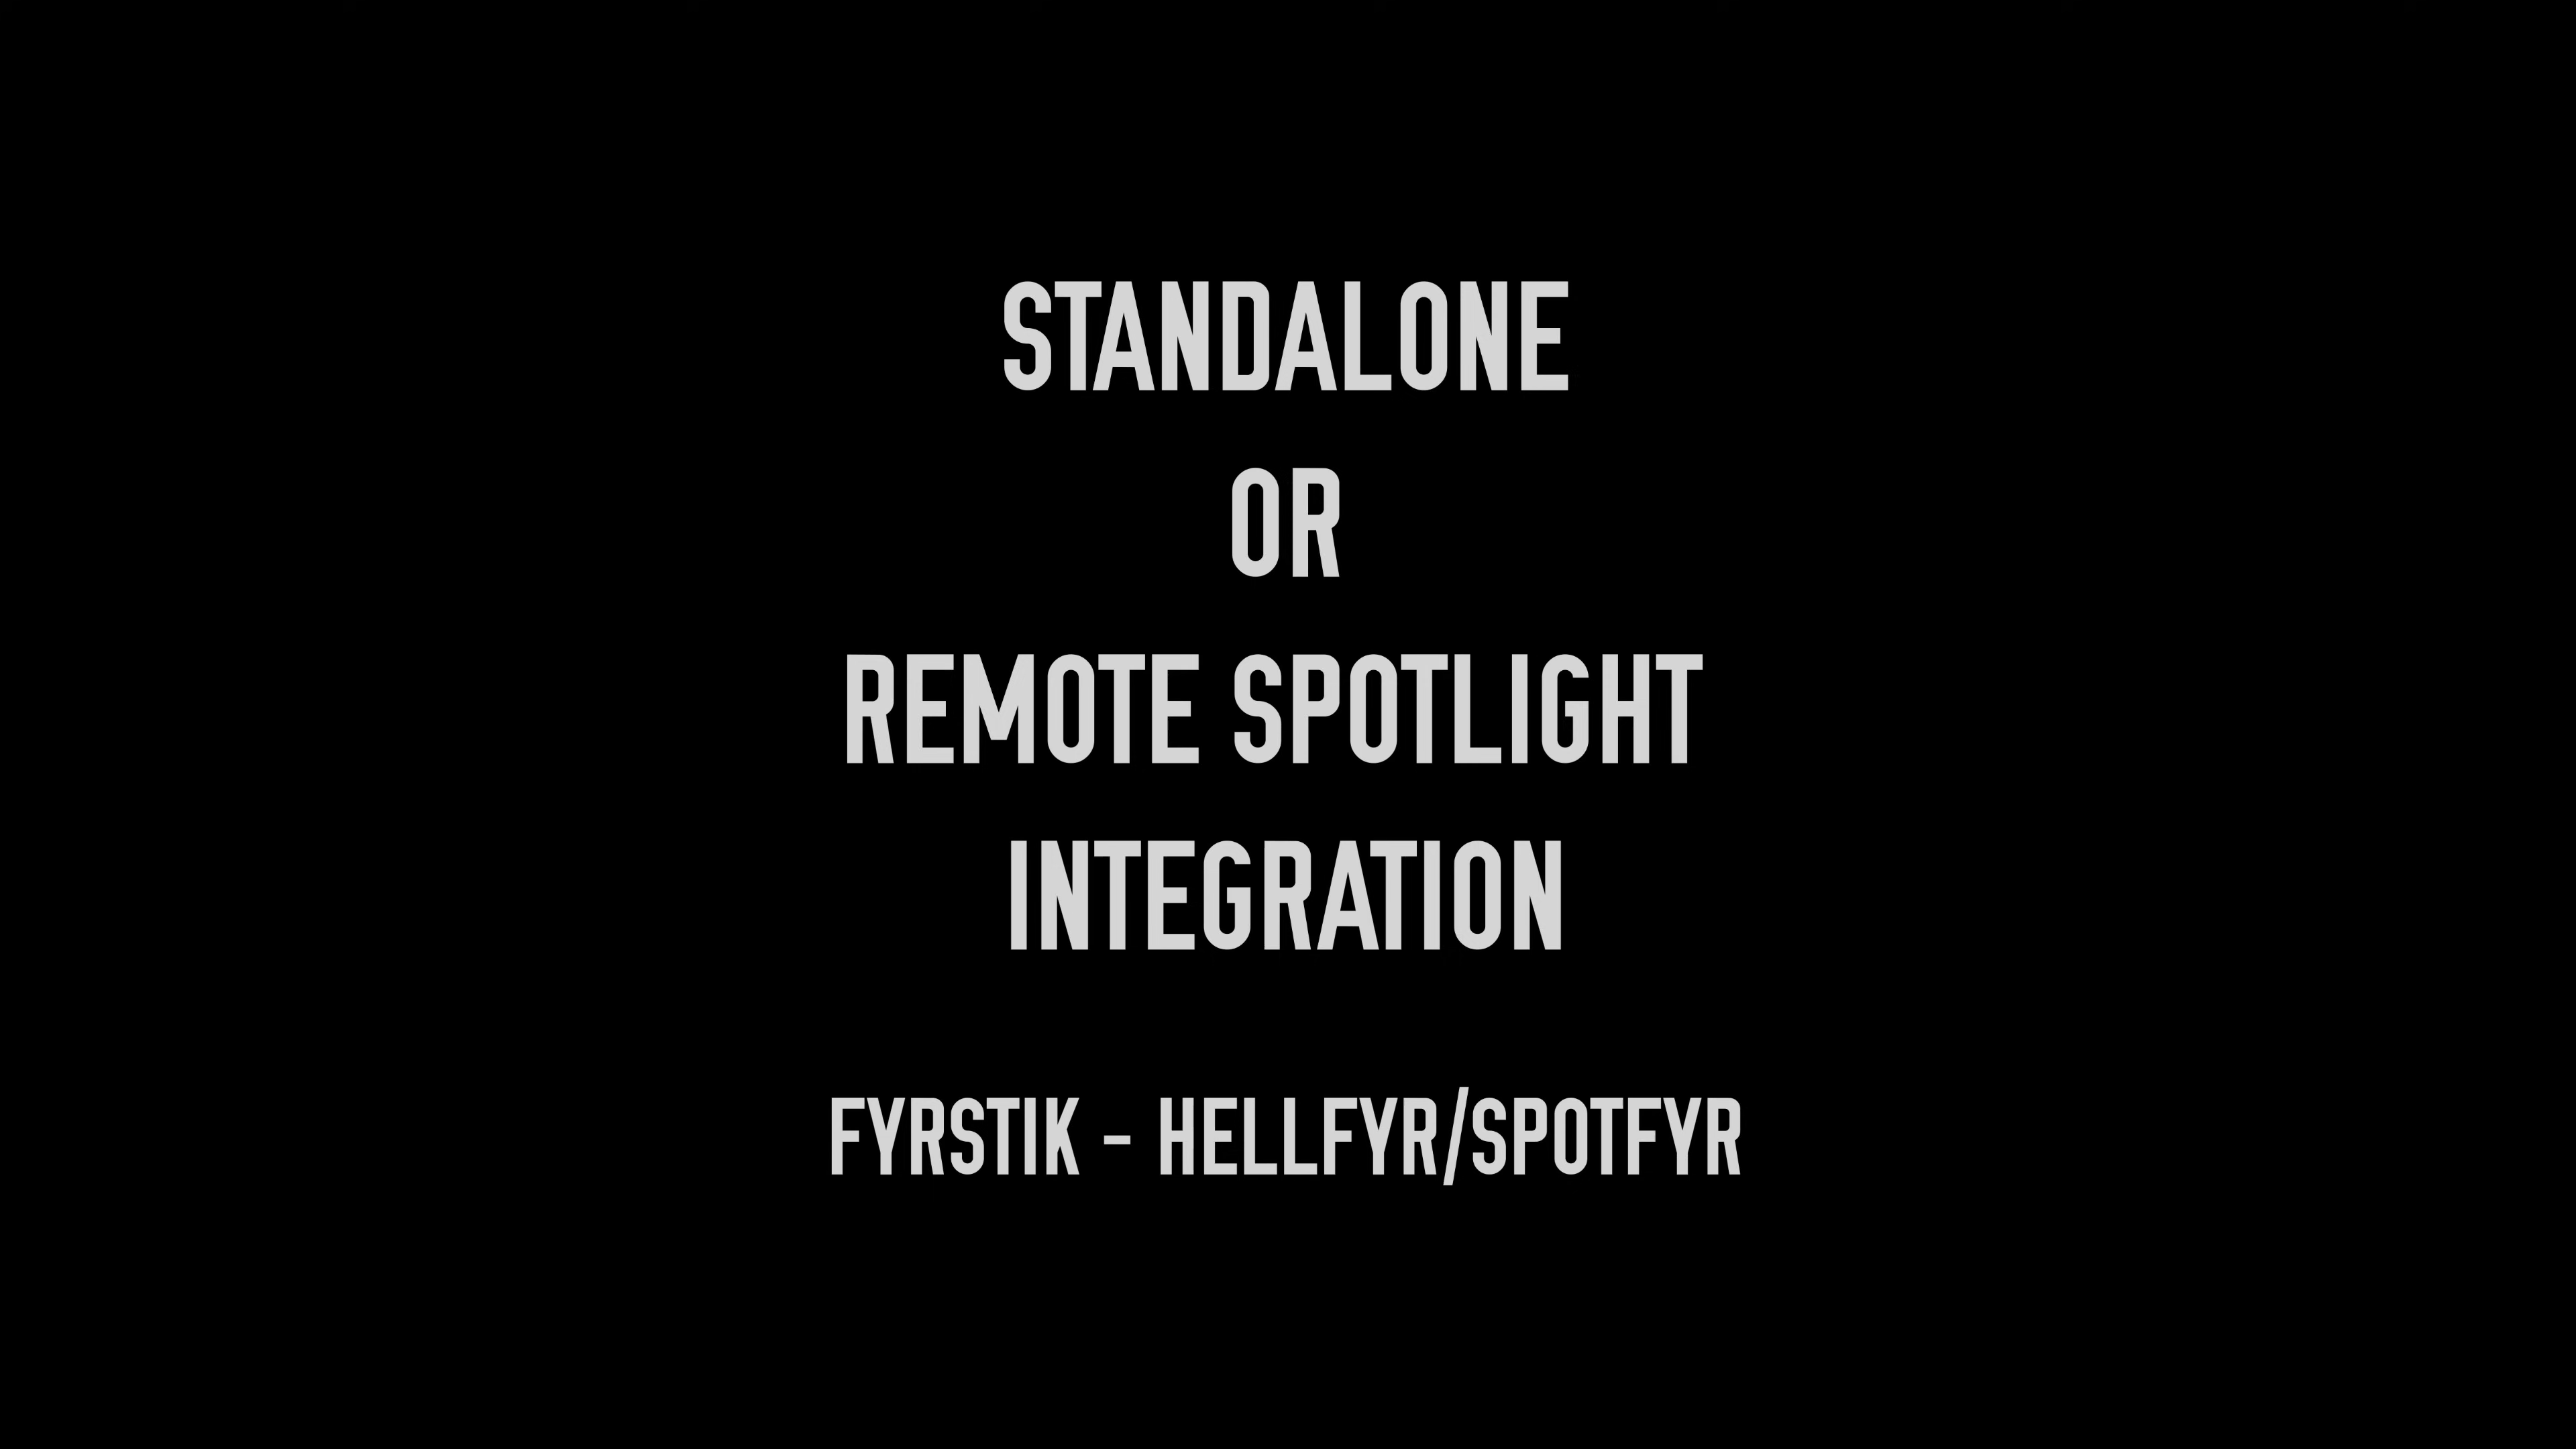 STANDALONE
OR
REMOTE SPOTLIGHT
INTEGRATION
FYRSTIK - HELLFYR/SPOTFYR